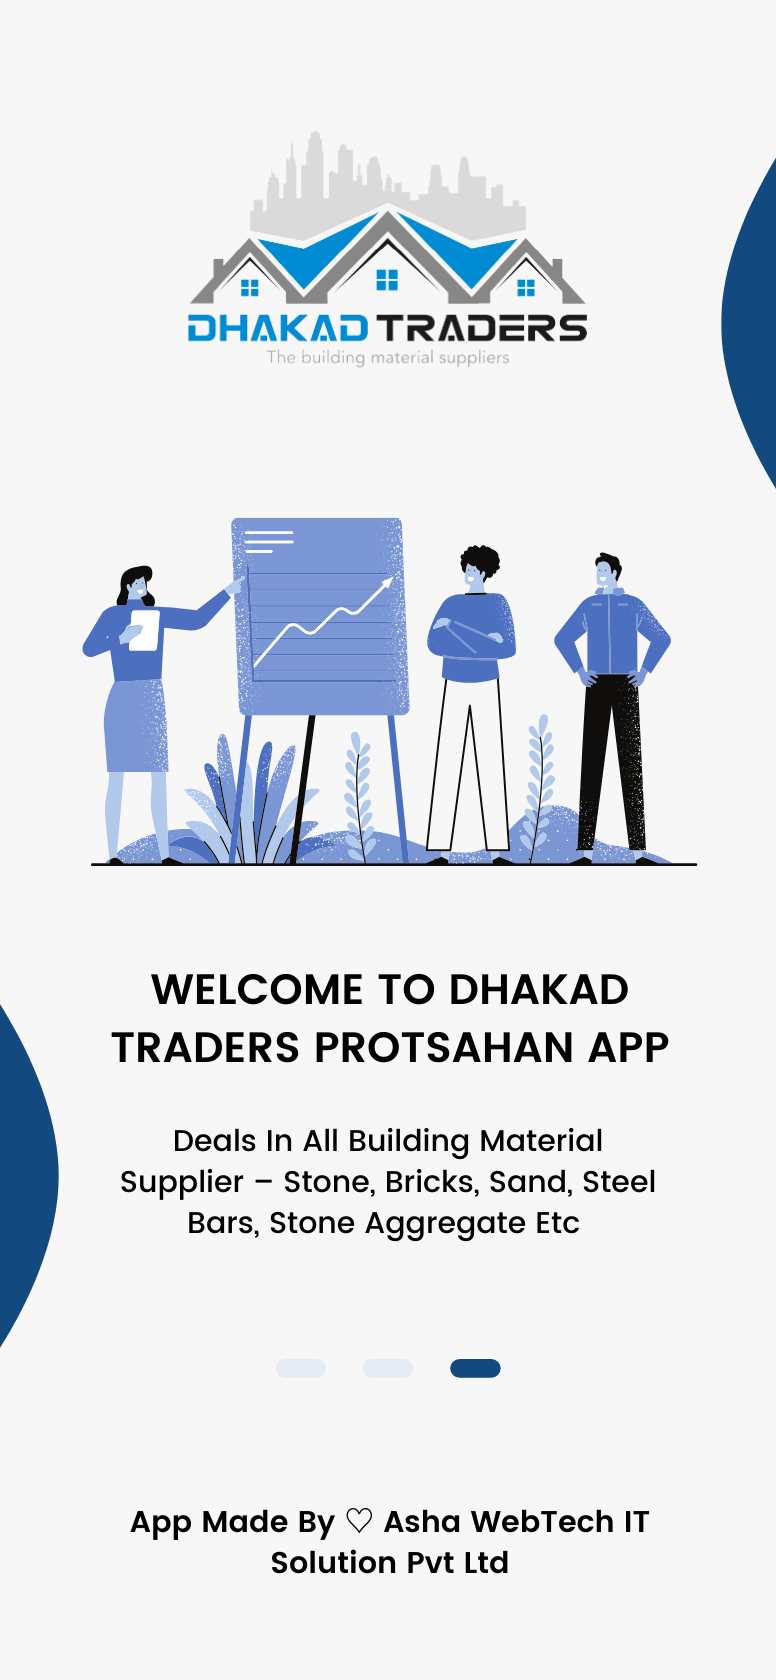 DHAKAD TRADERS
The building material suppliers
WELCOME TO DHAKAD
TRADERS PROTSAHAN APP
Deals In All Building Material
Supplier – Stone, Bricks, Sand, Steel
Bars, Stone Aggregate Etc
App Made By ♡ Asha WebTech IT
Solution Pvt Ltd